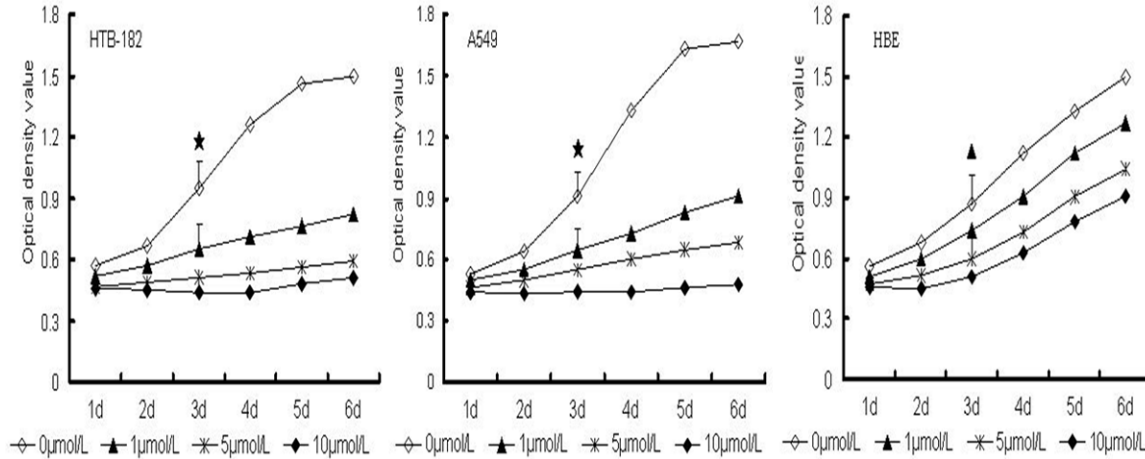 HTB-182
Optical density value
1.8
1.5
1.2
0.9
0.6
0.3
0
1d 2d 3d 4d 5d 6d
0μmol/L 1μmol/L 5μmol/L 10μmol/L
A549
Optical density value
1.8
1.5
1.2
0.9
0.6
0.3
0
1d 2d 3d 4d 5d 6d
0μmol/L 1μmol/L 5μmol/L 10μmol/L
HBE
Optical density value
1.8
1.5
1.2
0.9
0.6
0.3
0
1d 2d 3d 4d 5d 6d
0μmol/L 1μmol/L 5μmol/L 10μmol/L